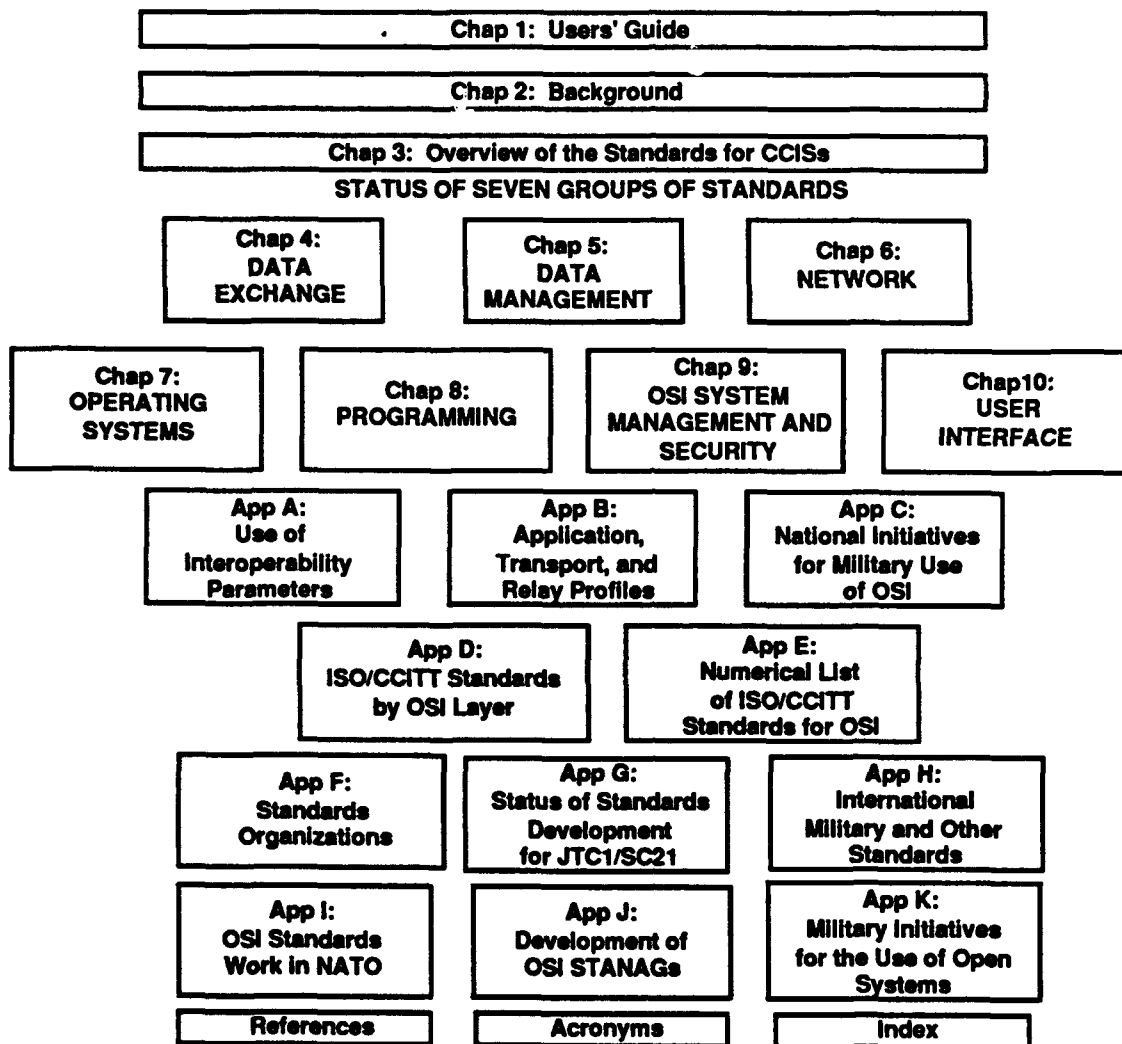 Chap 1: Users' Guide
Chap 2: Background
Chap 3: Overview of the Standards for CCISs
STATUS OF SEVEN GROUPS OF STANDARDS
Chap 4:
DATA
EXCHANGE
Chap 5:
DATA
MANAGEMENT
Chap 6:
NETWORK
Chap 7:
OPERATING
SYSTEMS
Chap 8:
PROGRAMMING
Chap 9:
OSI SYSTEM
MANAGEMENT AND
SECURITY
Chap10:
USER
INTERFACE
App A:
Use of
Interoperability
Parameters
App B:
Application,
Transport, and
Relay Profiles
App C:
National Initiatives
for Military Use
of OSI
App D:
ISO/CCITT Standards
by OSI Layer
App E:
Numerical List
of ISO/CCITT
Standards for OSI
App F:
Standards
Organizations
App G:
Status of Standards
Development
for JTC1/SC21
App H:
International
Military and Other
Standards
App I:
OSI Standards
Work in NATO
App J:
Development of
OSI STANAGs
App K:
Military Initiatives
for the Use of Open
Systems
References
Acronyms
Index